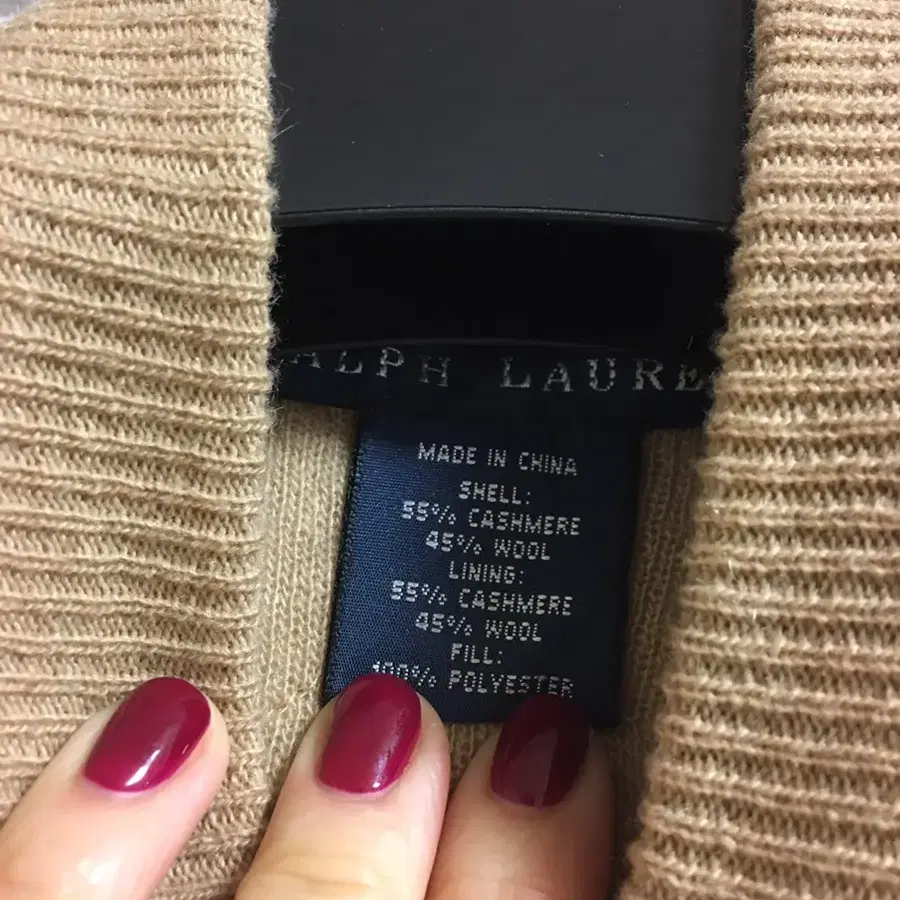 ALPH LAURE
MADE IN CHINA
SHELL:
55% CASHMERE
45% WOOL
LINING:
55% CASHMERE
45% WOOL
FILL:
100% POLYESTER